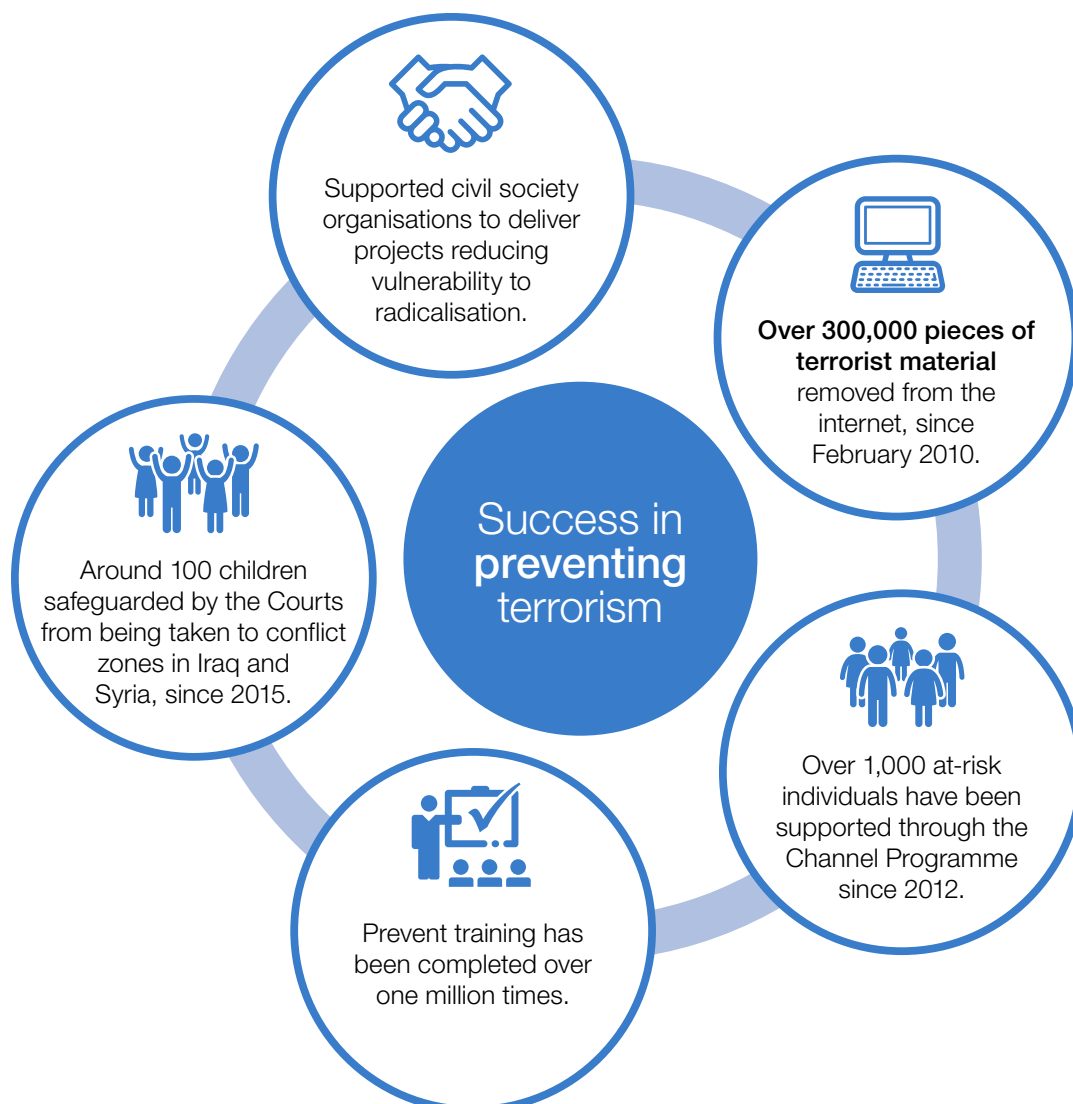 Supported civil society
organisations to deliver
projects reducing
vulnerability to
radicalisation.
Over 300,000 pieces of
terrorist material
removed from the
internet, since
February 2010.
Success in
preventing
terrorism
Around 100 children
safeguarded by the Courts
from being taken to conflict
zones in Iraq and
Syria, since 2015.
Over 1,000 at-risk
individuals have been
supported through the
Channel Programme
since 2012.
Prevent training has
been completed over
one million times.